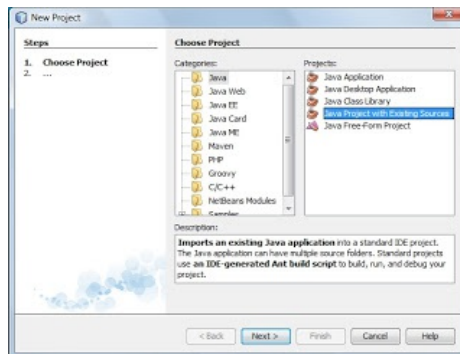 New Project
Steps
1. Choose Project
2. ...
Choose Project
Categories:
Java
Java Web
Java EE
Java Card
Java ME
Maven
PHP
Groovy
C/C++
NetBeans Modules
Samples
Projects:
Java Application
Java Desktop Application
Java Class Library
Java Project with Existing Sources
Java Free-Form Project
Description:
Imports an existing Java application into a standard IDE project.
The Java application can have multiple source folders. Standard projects
use an IDE-generated Ant build script to build, run, and debug your
project.
< Back
Next >
Finish
Cancel
Help